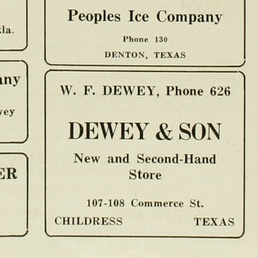 Peoples Ice Company
Phone 130
DENTON, TEXAS
W. F. DEWEY, Phone 626
DEWEY & SON
New and Second-Hand
Store
107-108 Commerce St.
CHILDRESS TEXAS